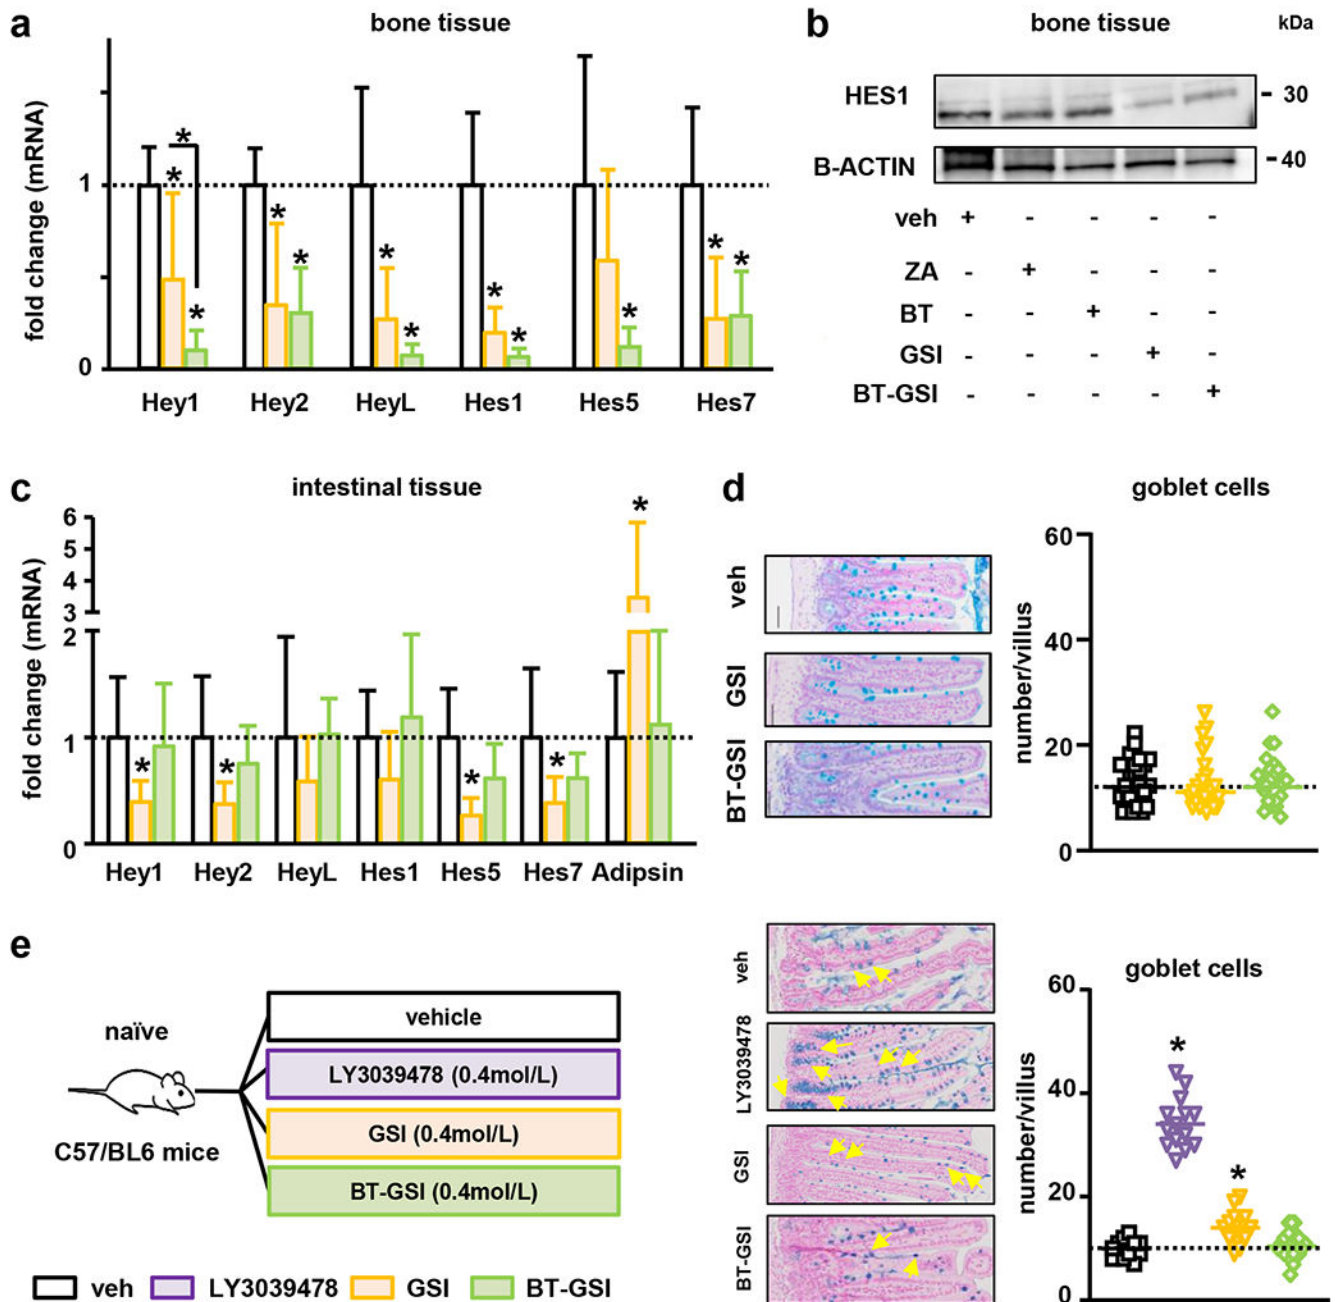 a
bone tissue
fold change (mRNA)
1
0
* * *
* *
* *
* *
*
* *
Hey1 Hey2 HeyL Hes1 Hes5 Hes7
b
bone tissue
kDa
HES1
- 30
B-ACTIN
-40
veh + - - - -
ZA - + - - -
BT - - + - -
GSI - - - + -
BT-GSI - - - - +
c
intestinal tissue
fold change (mRNA)
6
5
4
3
2
1
0
* * * * *
Hey1 Hey2 HeyL Hes1 Hes5 Hes7 Adipsin
d
veh
GSI
BT-GSI
goblet cells
number/villus
60
40
20
0
e
naïve
C57/BL6 mice
vehicle
LY3039478 (0.4mol/L)
GSI (0.4mol/L)
BT-GSI (0.4mol/L)
veh
LY3039478
GSI
BT-GSI
goblet cells
number/villus
60
40
20
0
* *
veh LY3039478 GSI BT-GSI